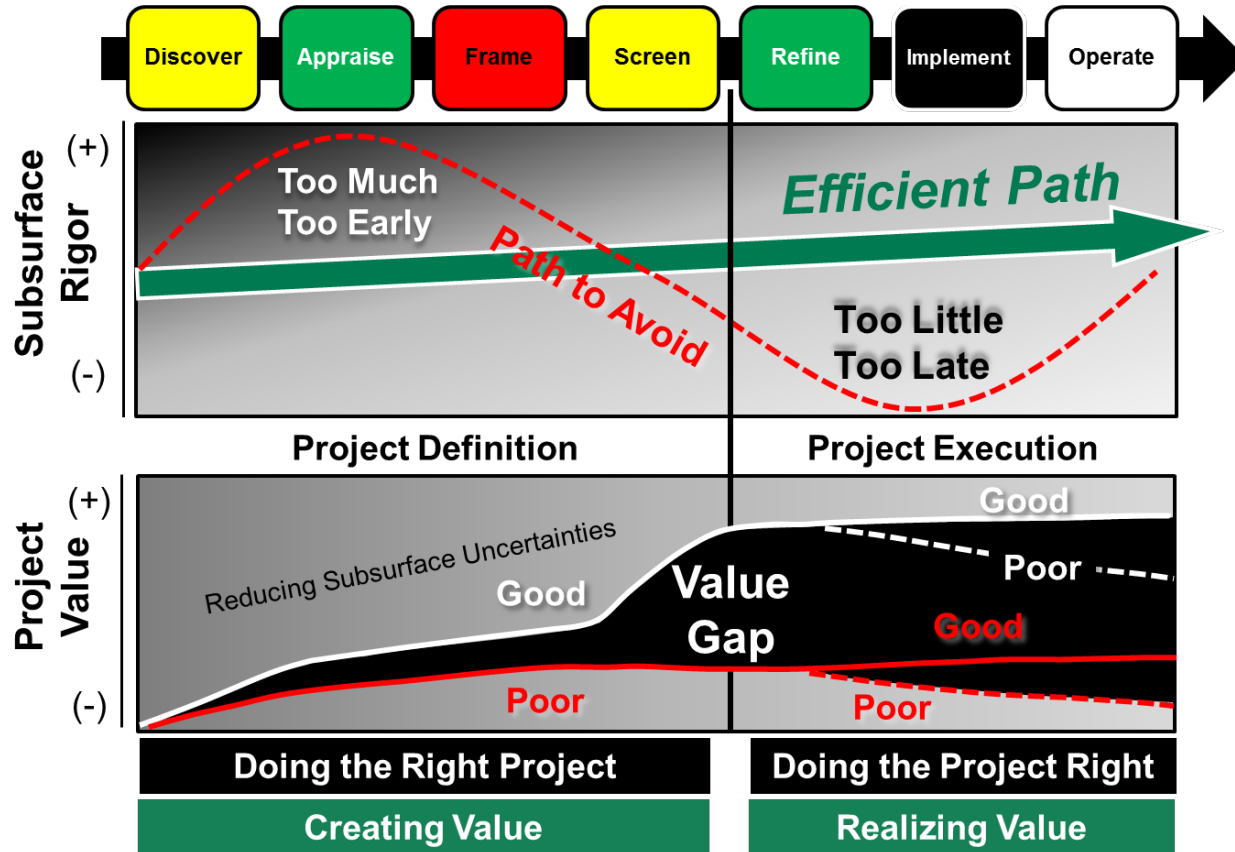 Discover
Appraise
Frame
Screen
Refine
Implement
Operate
Subsurface
Rigor
(+)
(-)
Too Much
Too Early
Path to Avoid
Efficient Path
Too Little
Too Late
Project Definition
Project Execution
Project
Value
(+)
(-)
Reducing Subsurface Uncertainties
Good
Poor
Value
Gap
Good
Poor
Good
Poor
Doing the Right Project
Doing the Project Right
Creating Value
Realizing Value